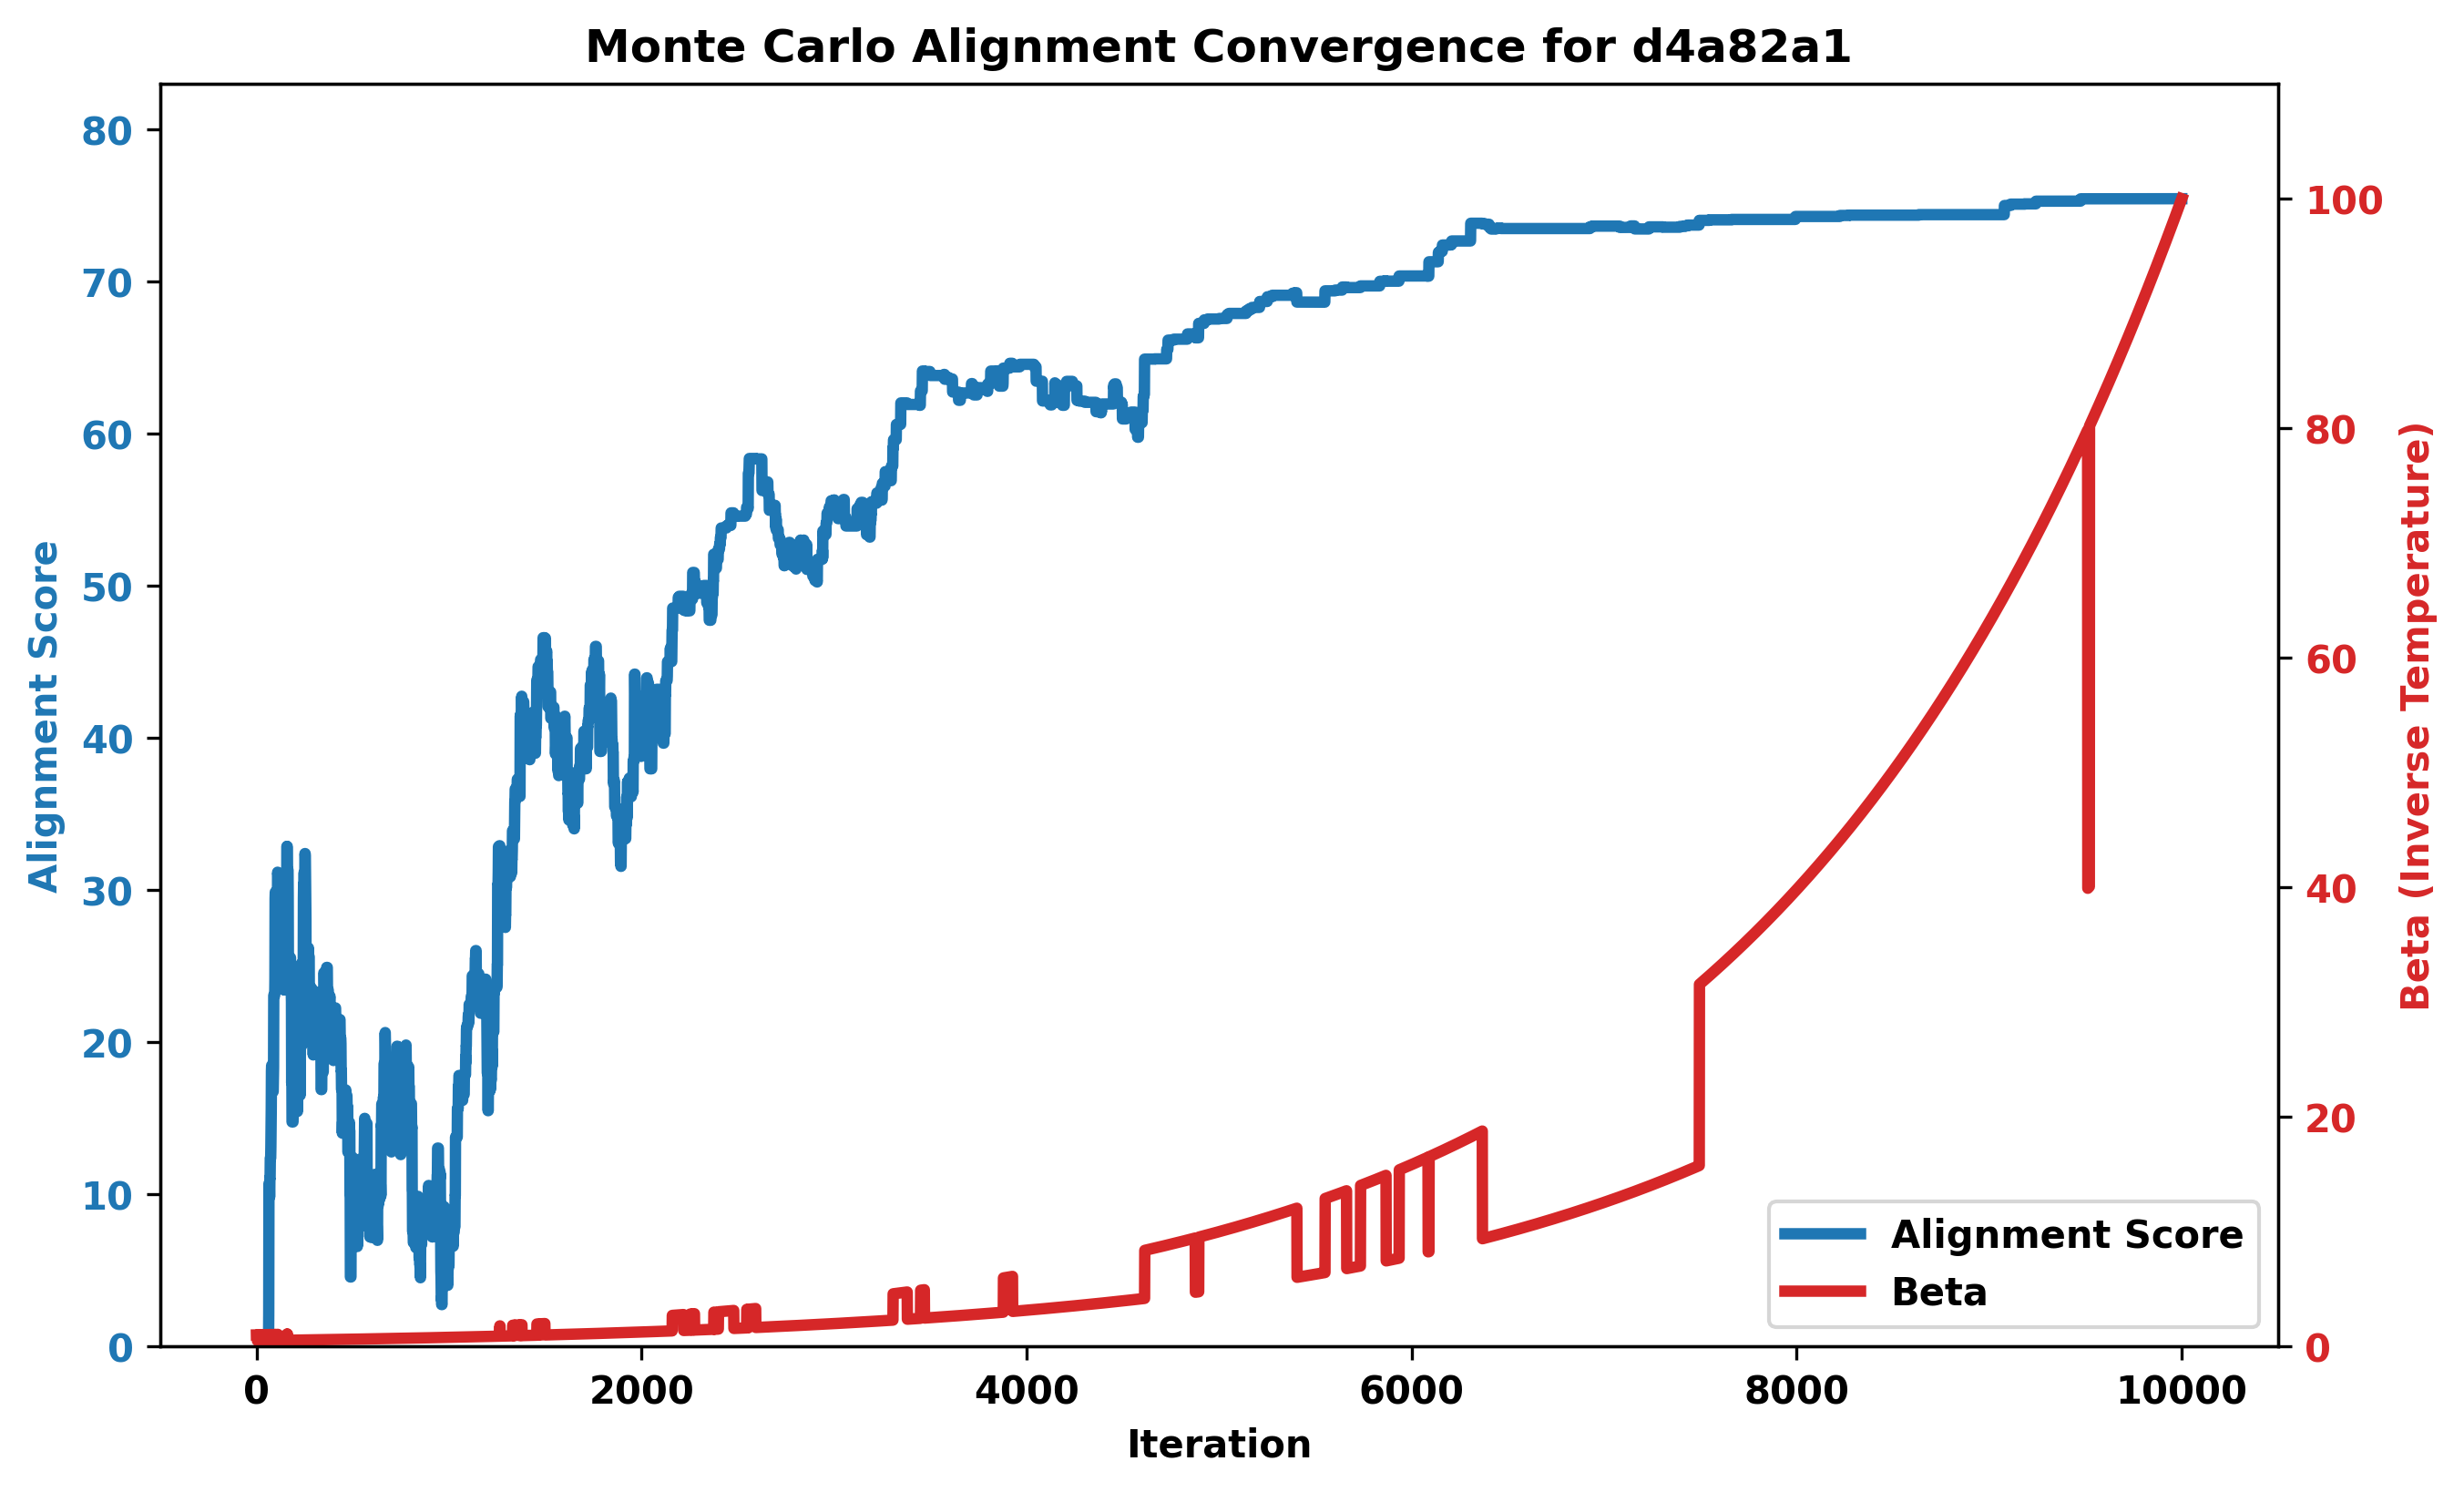 Monte Carlo Alignment Convergence for d4a82a1
Alignment Score
80
70
60
50
40
30
20
10
0
100
80
60
40
20
0
Beta (Inverse Temperature)
Alignment Score
Beta
0 2000 4000 6000 8000 10000
Iteration